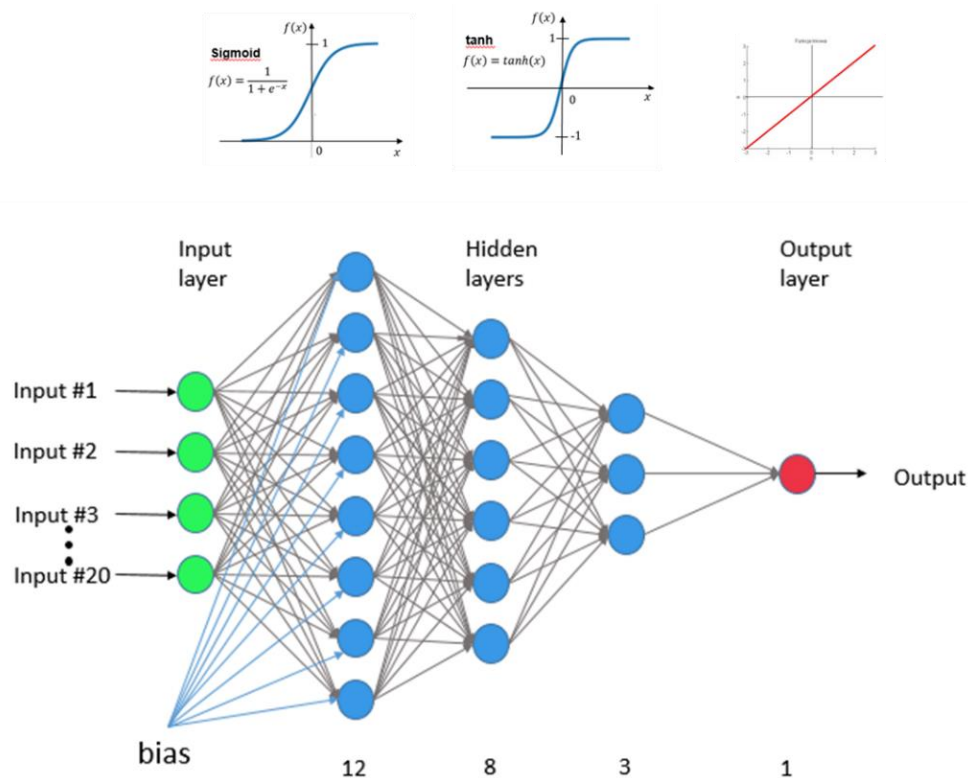 Sigmoid
f(x) = 1 / (1 + e^-x)
f(x)
1
0
x
tanh
f(x) = tanh(x)
f(x)
1
0
x
-1
Input
layer
Hidden
layers
Output
layer
Input #1
Input #2
Input #3
Input #20
Output
bias
12
8
3
1